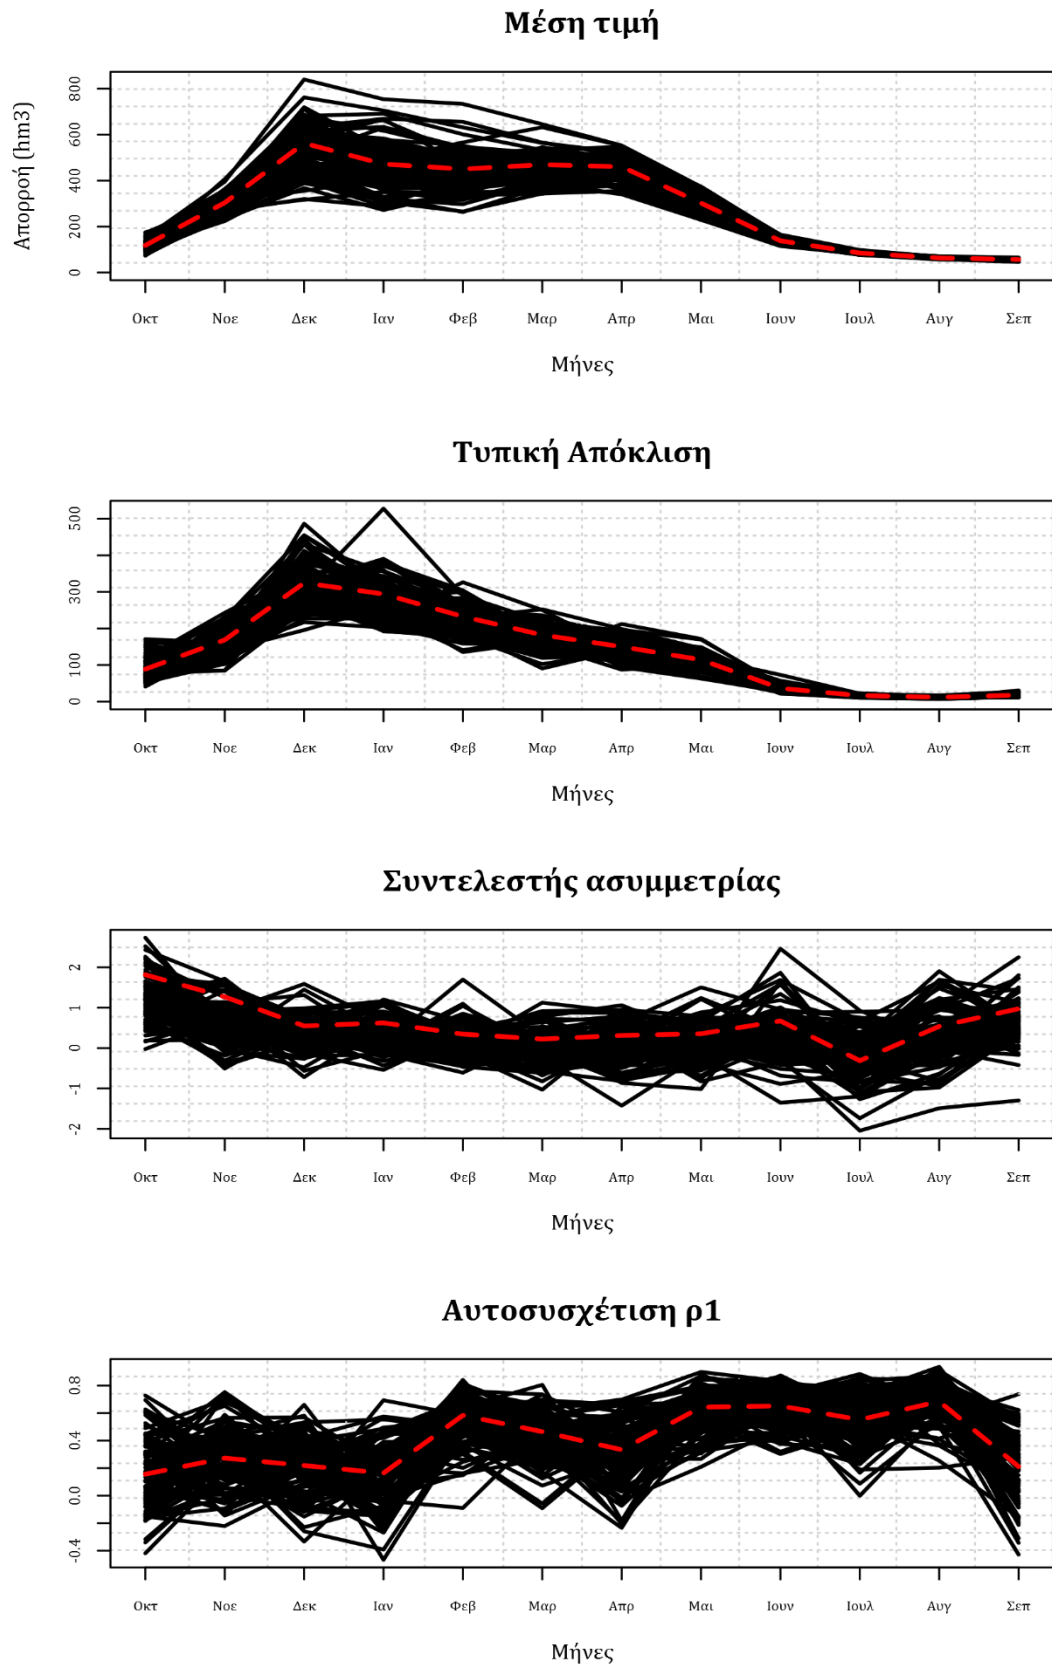 Μέση τιμή
Απορροή (hm3)
800
600
400
200
0
Οκτ Νοε Δεκ Ιαν Φεβ Μαρ Απρ Μαι Ιουν Ιουλ Αυγ Σεπ
Μήνες
Τυπική Απόκλιση
500
300
100
0
Οκτ Νοε Δεκ Ιαν Φεβ Μαρ Απρ Μαι Ιουν Ιουλ Αυγ Σεπ
Μήνες
Συντελεστής ασυμμετρίας
2
1
0
-1
-2
Οκτ Νοε Δεκ Ιαν Φεβ Μαρ Απρ Μαι Ιουν Ιουλ Αυγ Σεπ
Μήνες
Αυτοσυσχέτιση ρ1
0.8
0.4
0.0
-0.4
Οκτ Νοε Δεκ Ιαν Φεβ Μαρ Απρ Μαι Ιουν Ιουλ Αυγ Σεπ
Μήνες